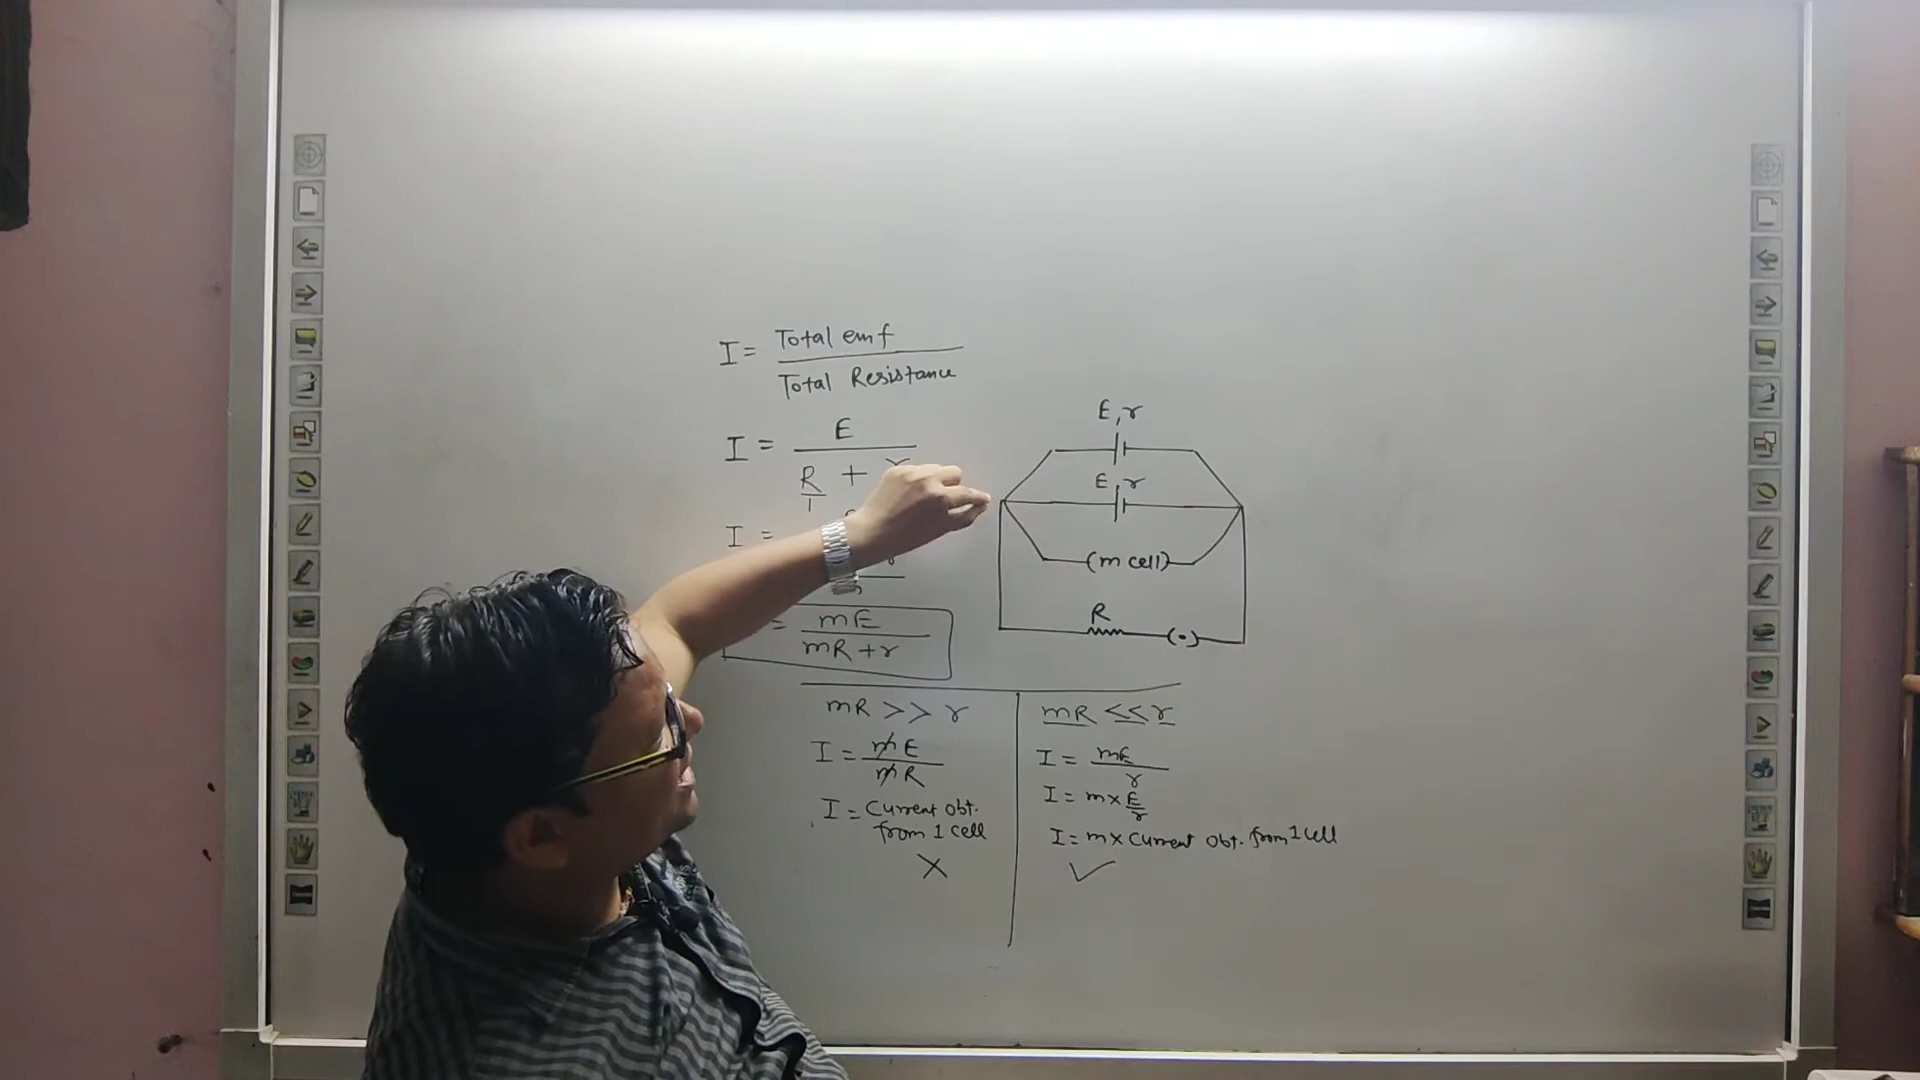 I = Total emf
Total Resistance
I = E
R + r
1
I =
= mE
mR + r
E, r
E, r
(m cell)
R
(•)
mR >> r
I = mE
mR
I = Current obt.
from 1 cell
X
mR << r
I = mE
r
I = m × E
r
I = m × Current obt. from 1 cell
✓